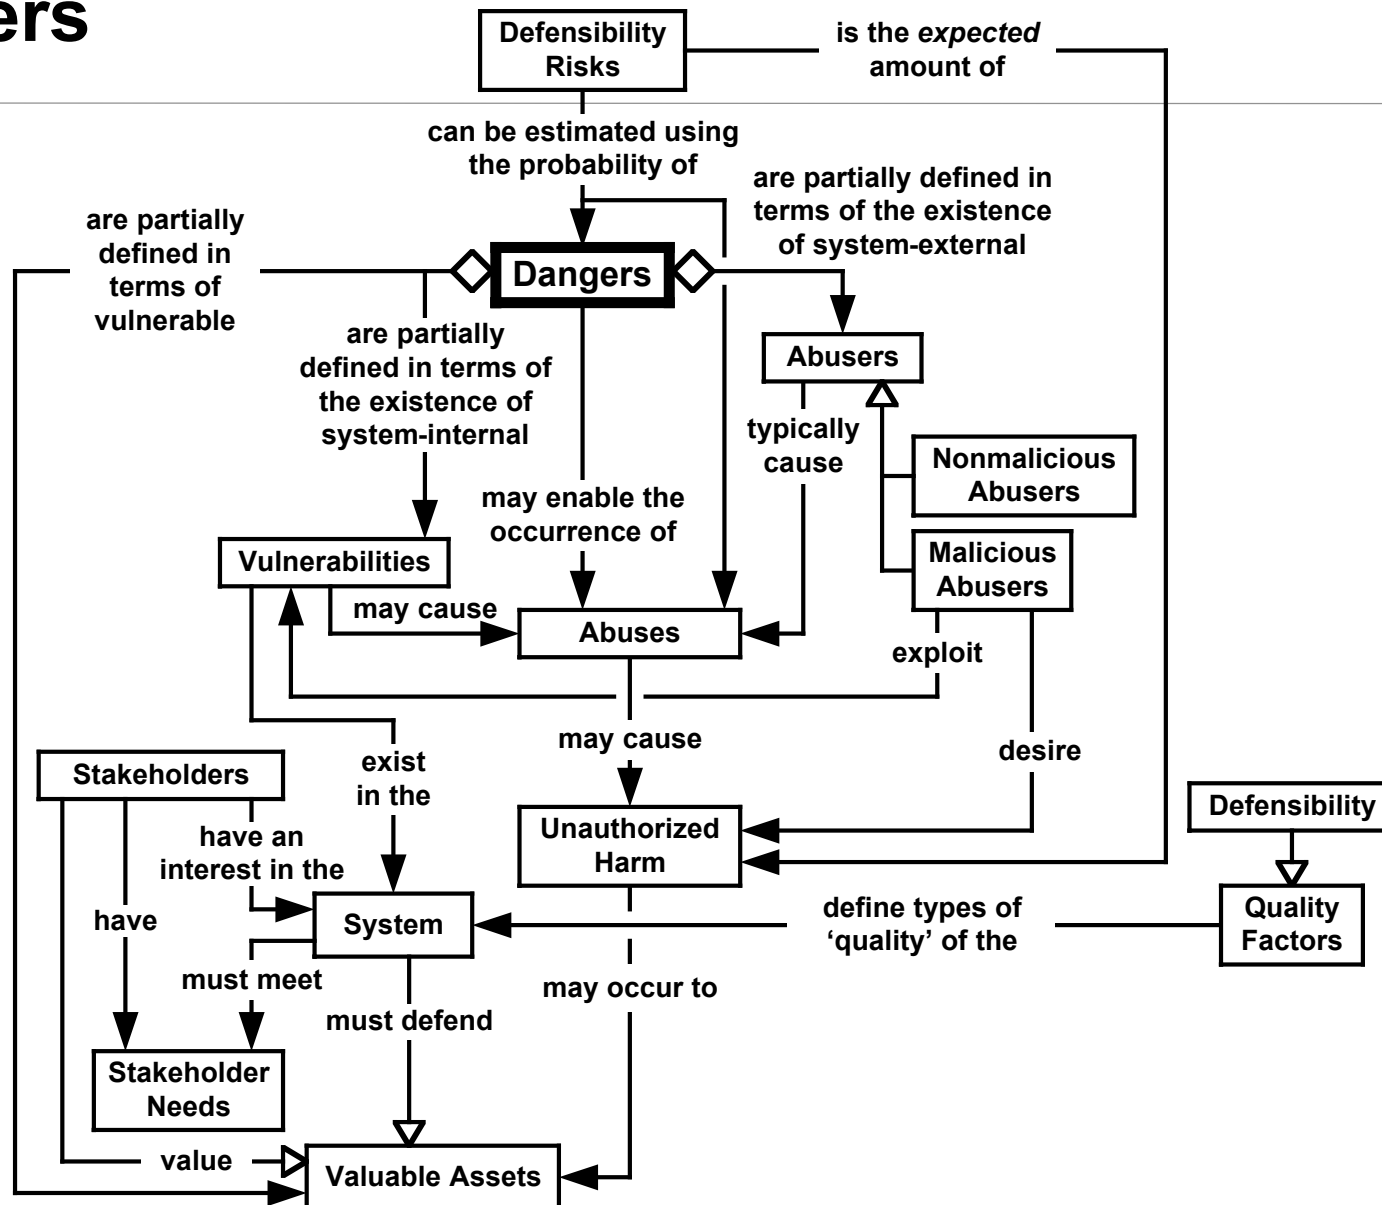 ers
Defensibility
Risks
is the expected
amount of
can be estimated using
the probability of
are partially defined in
terms of the existence
of system-external
are partially
defined in
terms of
vulnerable
Dangers
are partially
defined in terms of
the existence of
system-internal
Abusers
typically
cause
Nonmalicious
Abusers
may enable the
occurrence of
Malicious
Abusers
Vulnerabilities
may cause
Abuses
exploit
may cause
desire
exist
in the
Stakeholders
Defensibility
have an
interest in the
Unauthorized
Harm
have
System
define types of
‘quality’ of the
Quality
Factors
must meet
may occur to
must defend
Stakeholder
Needs
value
Valuable Assets